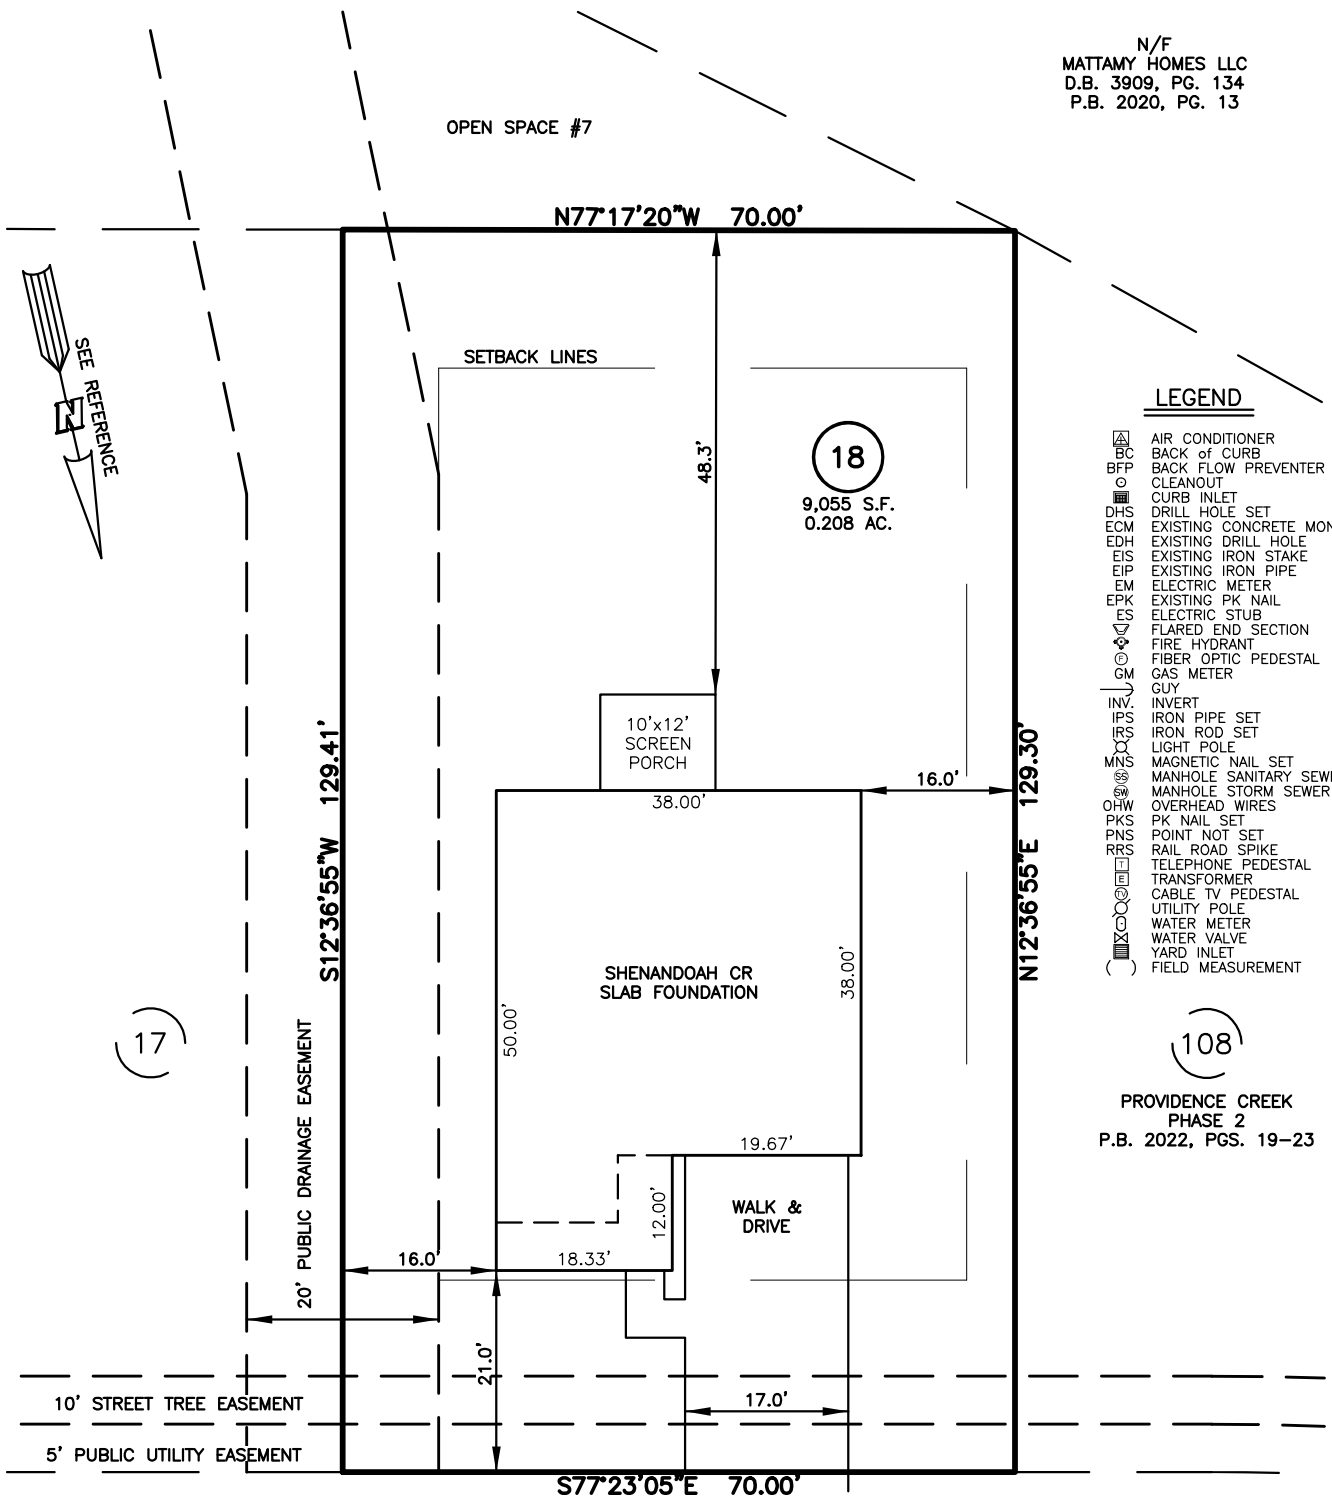 N/F
MATTAMY HOMES LLC
D.B. 3909, PG. 134
P.B. 2020, PG. 13
OPEN SPACE #7
N77°17'20"W 70.00'
SEE REFERENCE
N
SETBACK LINES
48.3'
18
9,055 S.F.
0.208 AC.
LEGEND
AIR CONDITIONER
BC BACK of CURB
BFP BACK FLOW PREVENTER
CLEANOUT
CURB INLET
DHS DRILL HOLE SET
ECM EXISTING CONCRETE MON
EDH EXISTING DRILL HOLE
EIS EXISTING IRON STAKE
EIP EXISTING IRON PIPE
EM ELECTRIC METER
EPK EXISTING PK NAIL
ES ELECTRIC STUB
FLARED END SECTION
FIRE HYDRANT
F FIBER OPTIC PEDESTAL
GM GAS METER
GUY
INV. INVERT
IPS IRON PIPE SET
IRS IRON ROD SET
LIGHT POLE
MNS MAGNETIC NAIL SET
SS MANHOLE SANITARY SEWE
SW MANHOLE STORM SEWER
OHW OVERHEAD WIRES
PKS PK NAIL SET
PNS POINT NOT SET
RRS RAIL ROAD SPIKE
T TELEPHONE PEDESTAL
E TRANSFORMER
TV CABLE TV PEDESTAL
UTILITY POLE
WATER METER
WATER VALVE
YARD INLET
( ) FIELD MEASUREMENT
10'x12'
SCREEN
PORCH
S12°36'55"W 129.41'
N12°36'55"E 129.30'
16.0'
38.00'
SHENANDOAH CR
SLAB FOUNDATION
38.00'
50.00'
17
108
PROVIDENCE CREEK
PHASE 2
P.B. 2022, PGS. 19-23
20' PUBLIC DRAINAGE EASEMENT
19.67'
12.00'
WALK &
DRIVE
16.0'
18.33'
21.0'
17.0'
10' STREET TREE EASEMENT
5' PUBLIC UTILITY EASEMENT
S77°23'05"E 70.00'